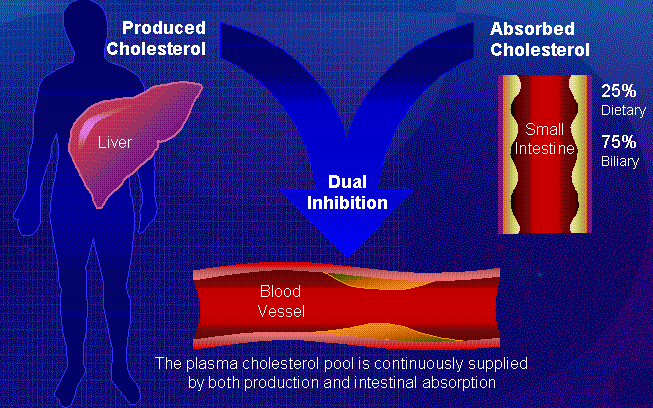 Produced
Cholesterol
Absorbed
Cholesterol
Liver
Small
Intestine
25%
Dietary
75%
Biliary
Dual
Inhibition
Blood
Vessel
The plasma cholesterol pool is continuously supplied
by both production and intestinal absorption